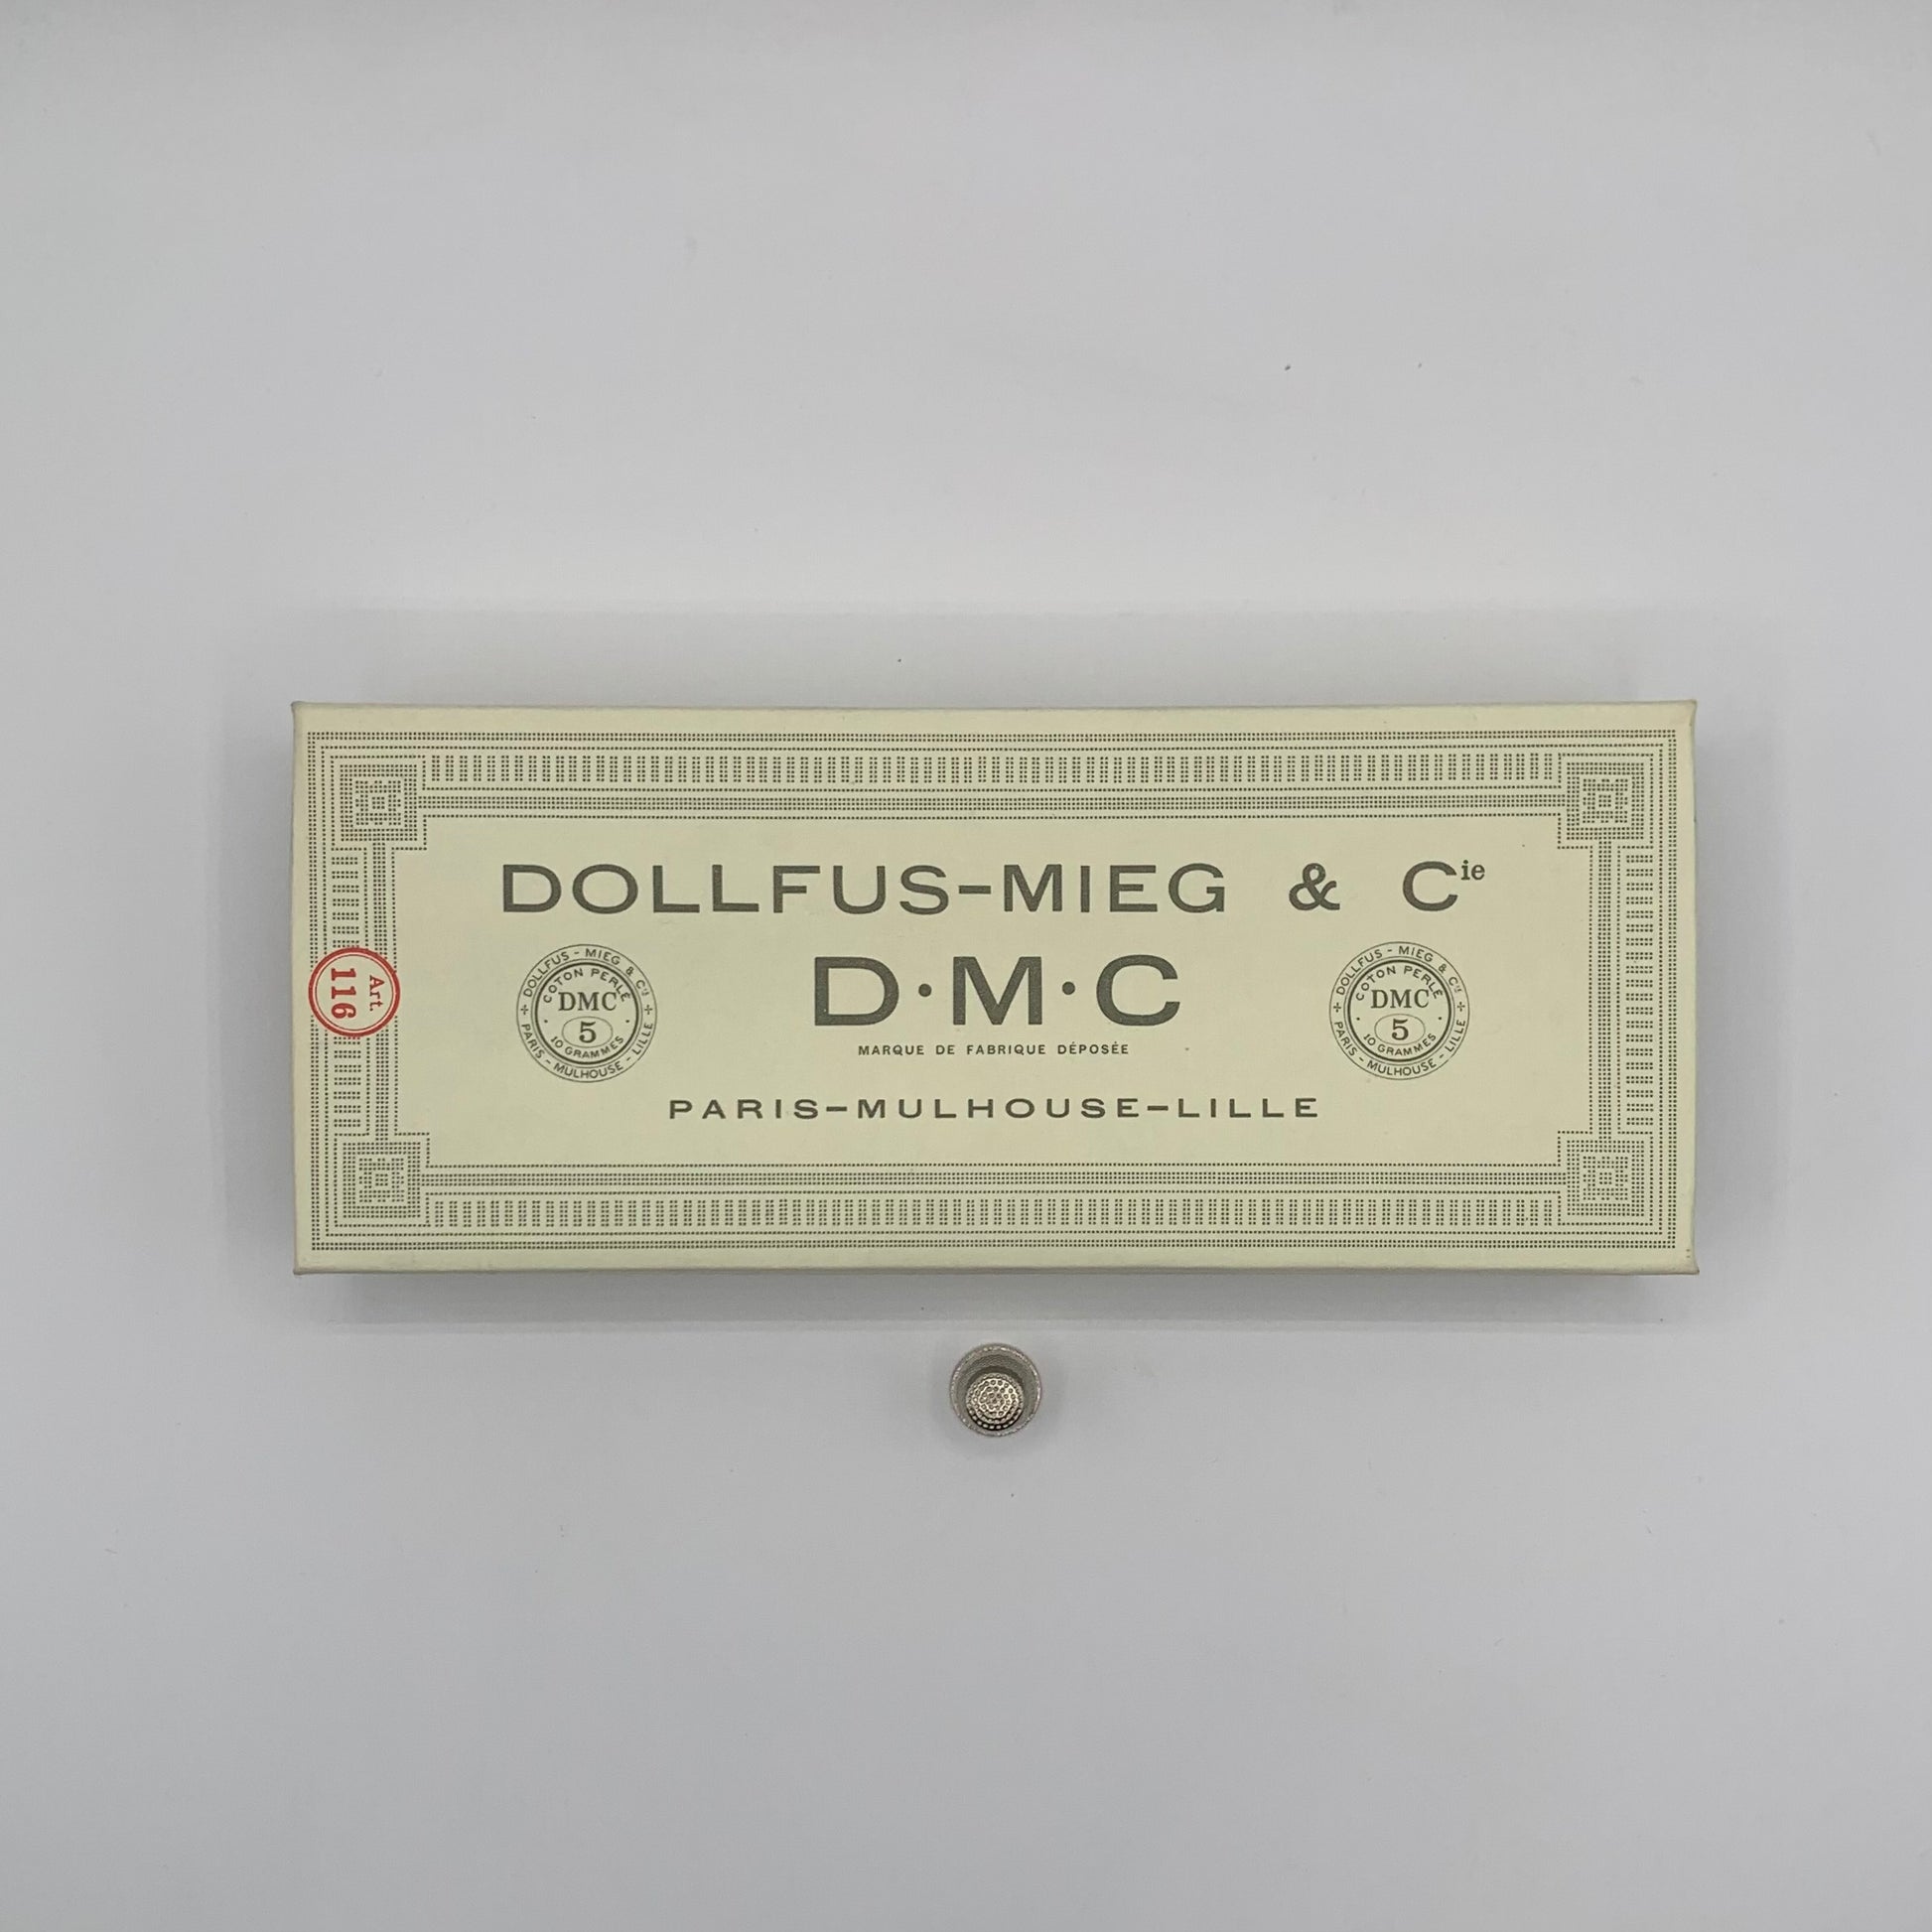 DOLLFUS-MIEG & Cie
D·M·C
MARQUE DE FABRIQUE DÉPOSÉE
PARIS-MULHOUSE-LILLE
Art.
116
DOLLFUS - MIEG & Cie
COTON PERLÉ
DMC
5
10 GRAMMES
PARIS - MULHOUSE - LILLE
DOLLFUS - MIEG & Cie
COTON PERLÉ
DMC
5
10 GRAMMES
PARIS - MULHOUSE - LILLE